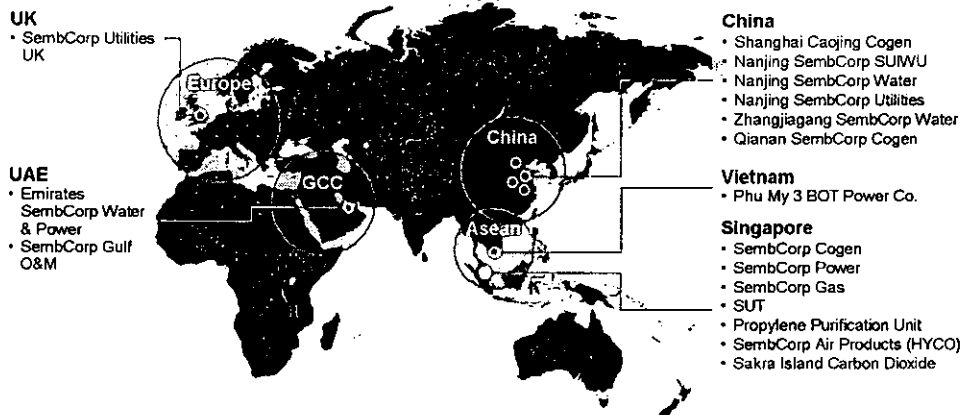 UK
• SembCorp Utilities
UK
Europe
UAE
• Emirates
SembCorp Water
& Power
• SembCorp Gulf
O&M
GCC
China
Asean
China
• Shanghai Caojing Cogen
• Nanjing SembCorp SUIWU
• Nanjing SembCorp Water
• Nanjing SembCorp Utilities
• Zhangjiagang SembCorp Water
• Qianan SembCorp Cogen
Vietnam
• Phu My 3 BOT Power Co.
Singapore
• SembCorp Cogen
• SembCorp Power
• SembCorp Gas
• SUT
• Propylene Purification Unit
• SembCorp Air Products (HYCO)
• Sakra Island Carbon Dioxide